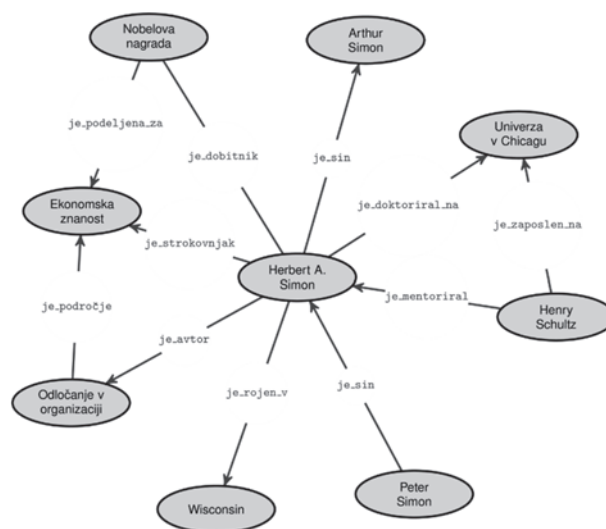 Nobelova
nagrada
Arthur
Simon
je_podeljena_za
je_dobitnik
je_sin
Univerza
v Chicagu
je_doktoriral_na
Ekonomska
znanost
je_strokovnjak
je_zaposlen_na
Herbert A.
Simon
je_področje
je_mentoriral
Henry
Schultz
je_avtor
je_rojen_v
je_sin
Odločanje v
organizaciji
Wisconsin
Peter
Simon